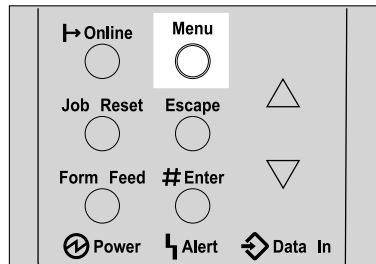 Online Menu
Job Reset Escape
Form Feed # Enter
Power Alert Data In